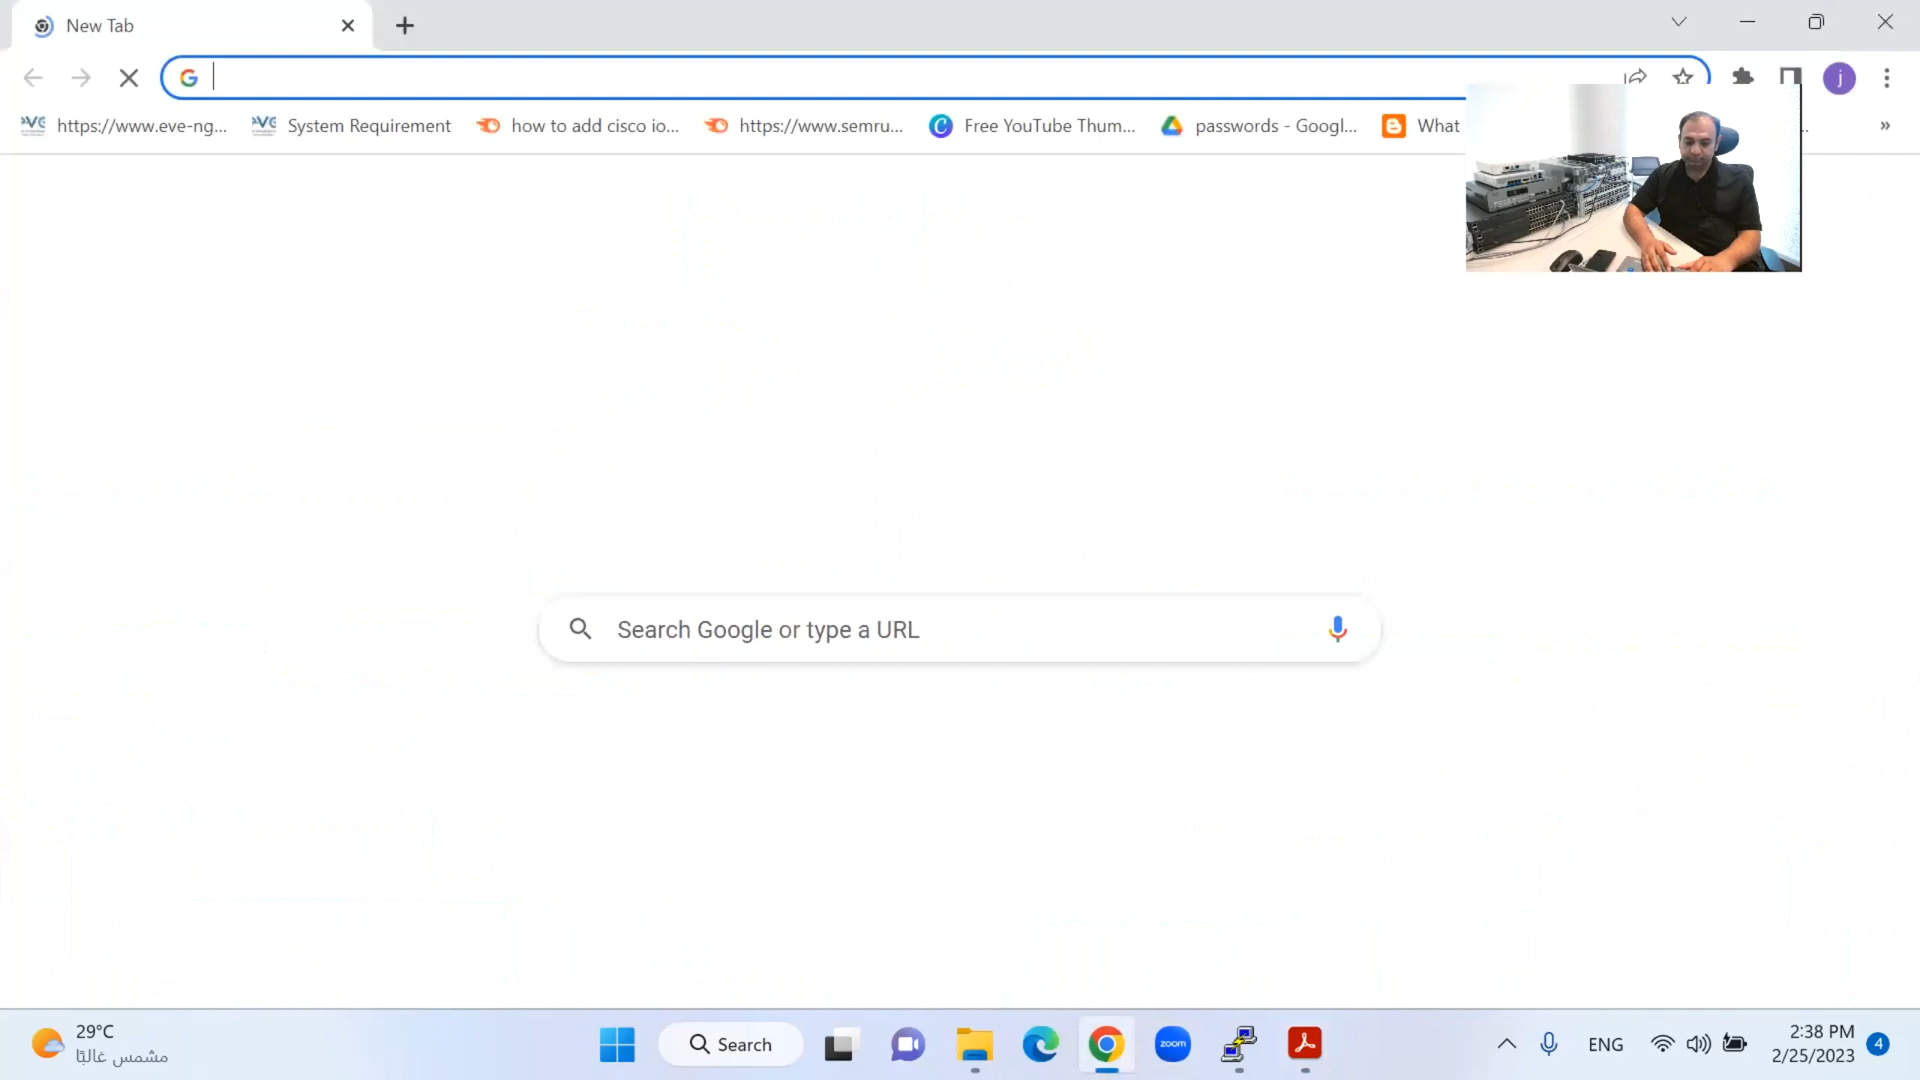 New Tab
https://www.eve-ng...
System Requirement
how to add cisco io...
https://www.semru...
Free YouTube Thum...
passwords - Googl...
What
j
Search Google or type a URL
29°C
مشمس غالبًا
Search
zoom
ENG
2:38 PM
2/25/2023
4